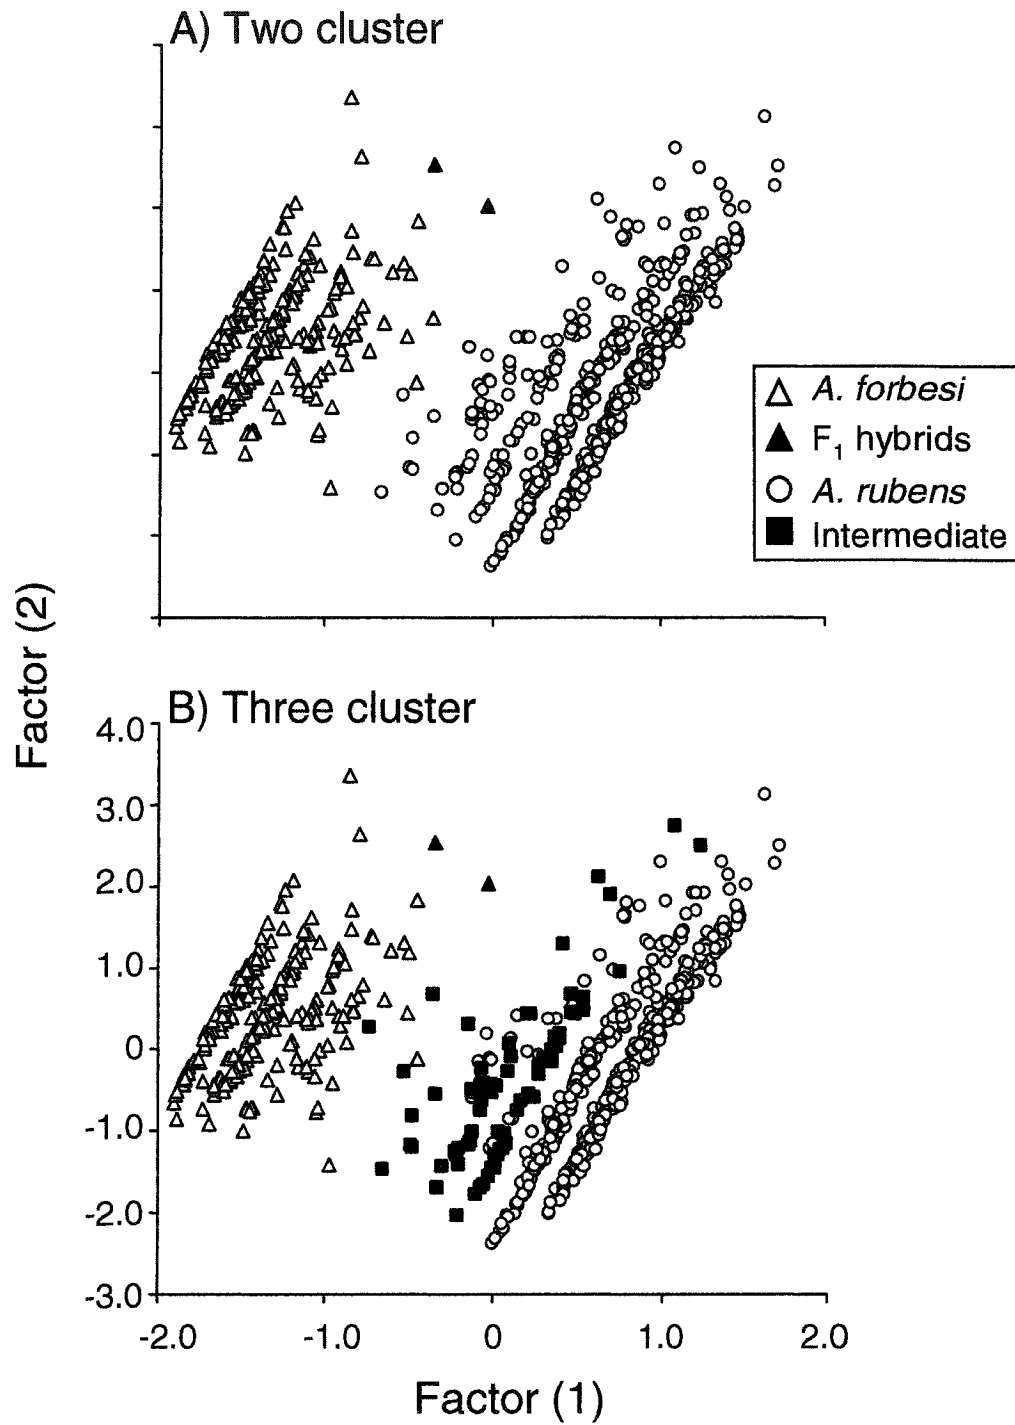 A) Two cluster
A. forbesi
F₁ hybrids
A. rubens
Intermediate
Factor (2)
B) Three cluster
4.0
3.0
2.0
1.0
0
-1.0
-2.0
-3.0
-2.0
-1.0
0
1.0
2.0
Factor (1)